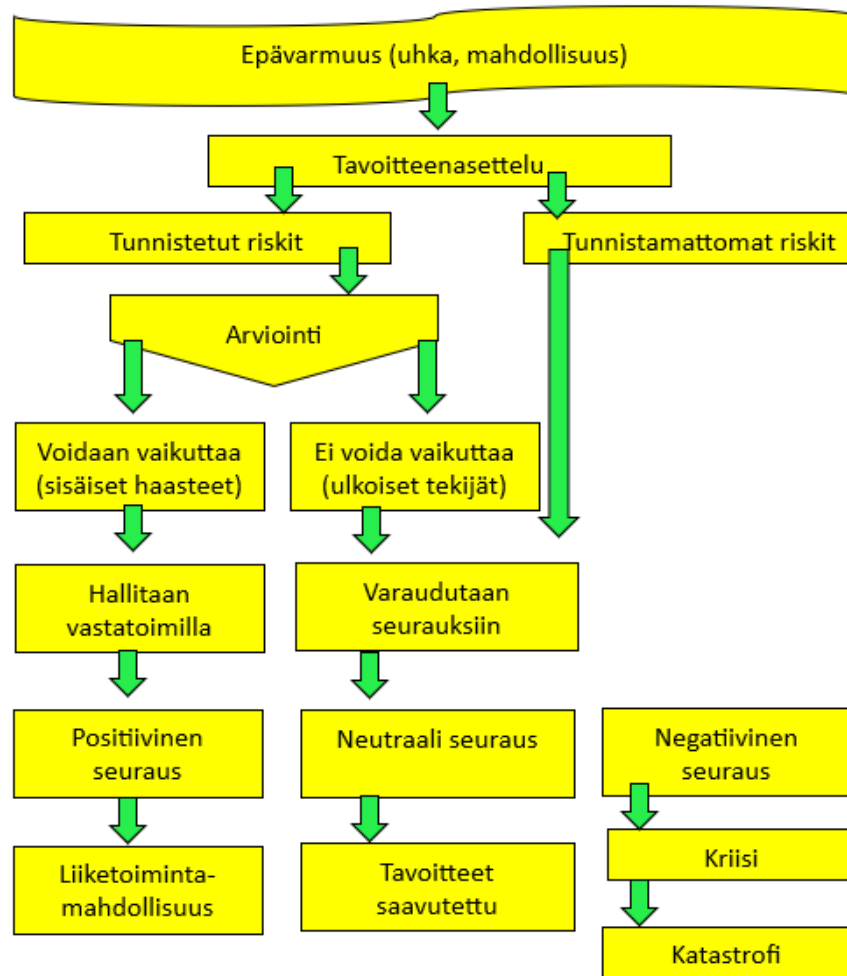 Epävarmuus (uhka, mahdollisuus)
Tavoitteenasettelu
Tunnistetut riskit
Tunnistamattomat riskit
Arviointi
Voidaan vaikuttaa
(sisäiset haasteet)
Ei voida vaikuttaa
(ulkoiset tekijät)
Hallitaan
vastatoimilla
Varaudutaan
seurauksiin
Positiivinen
seuraus
Neutraali seuraus
Negatiivinen
seuraus
Liiketoiminta-
mahdollisuus
Tavoitteet
saavutettu
Kriisi
Katastrofi